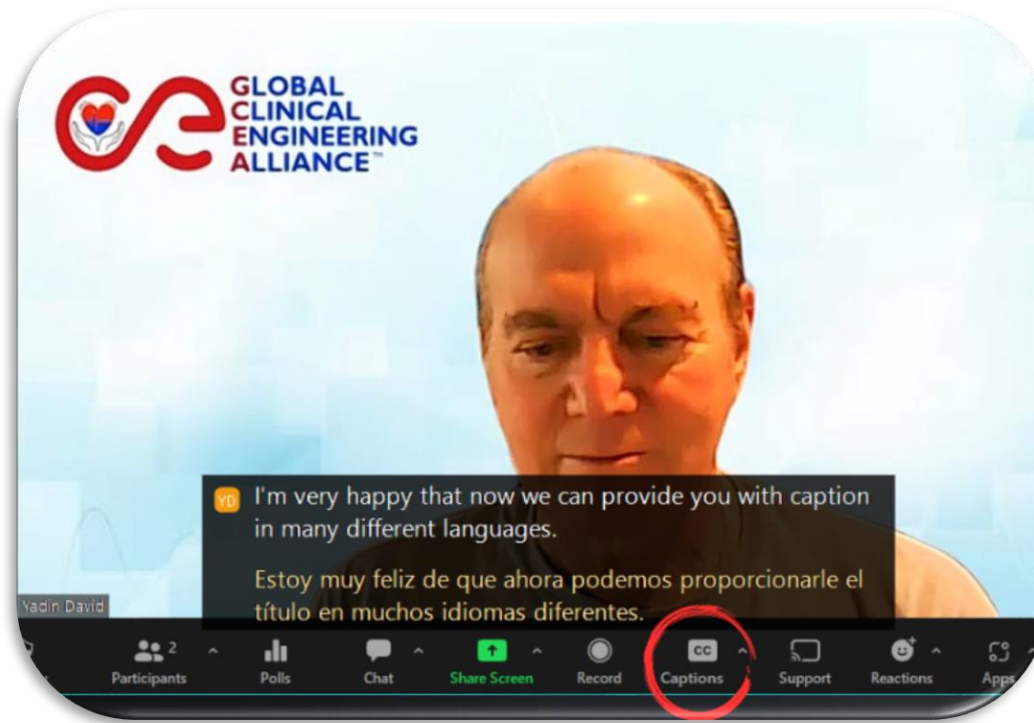 GLOBAL
CLINICAL
ENGINEERING
ALLIANCE™
YD
I'm very happy that now we can provide you with caption
in many different languages.
Estoy muy feliz de que ahora podemos proporcionarle el
título en muchos idiomas diferentes.
Yadin David
2
CC
Participants
Polls
Chat
Share Screen
Record
Captions
Support
Reactions
Apps